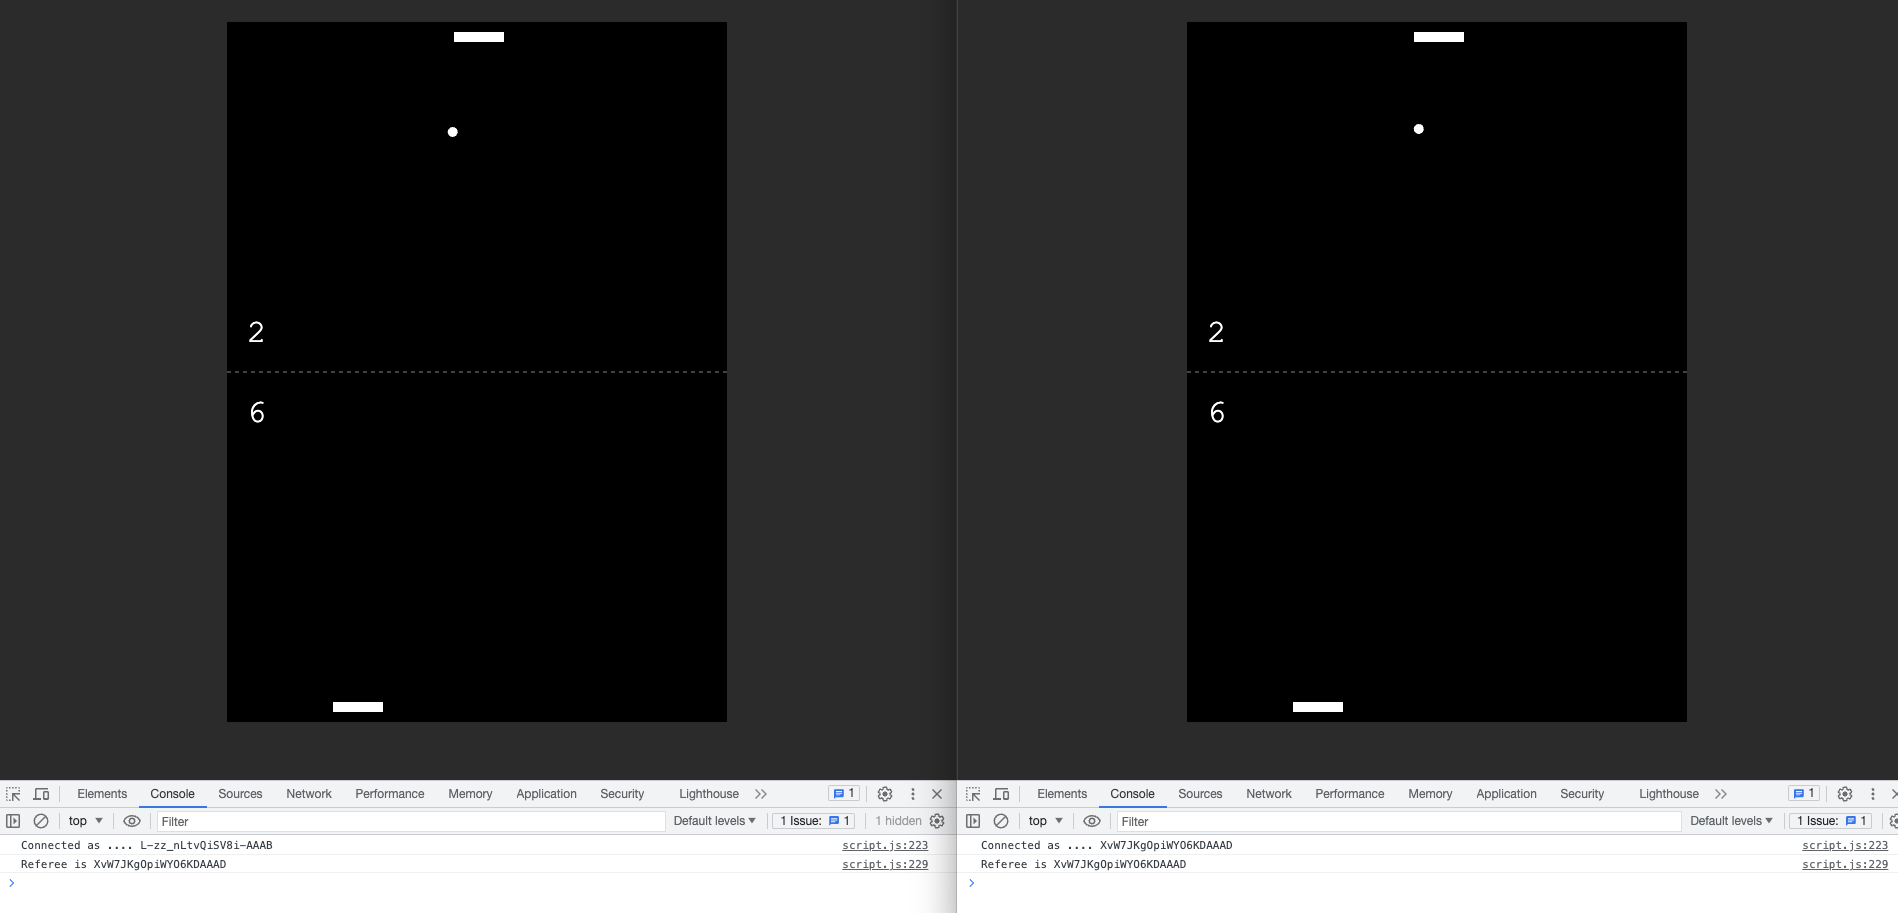 2
6
Elements Console Sources Network Performance Memory Application Security Lighthouse 1
top Filter Default levels 1 Issue: 1 1 hidden
Connected as .... L-zz_nLtvQiSV8i-AAAB script.js:223
Referee is XvW7JKgOpiWYO6KDAAAD script.js:229
2
6
Elements Console Sources Network Performance Memory Application Security Lighthouse 1
top Filter Default levels 1 Issue: 1
Connected as .... XvW7JKgOpiWYO6KDAAAD script.js:223
Referee is XvW7JKgOpiWYO6KDAAAD script.js:229